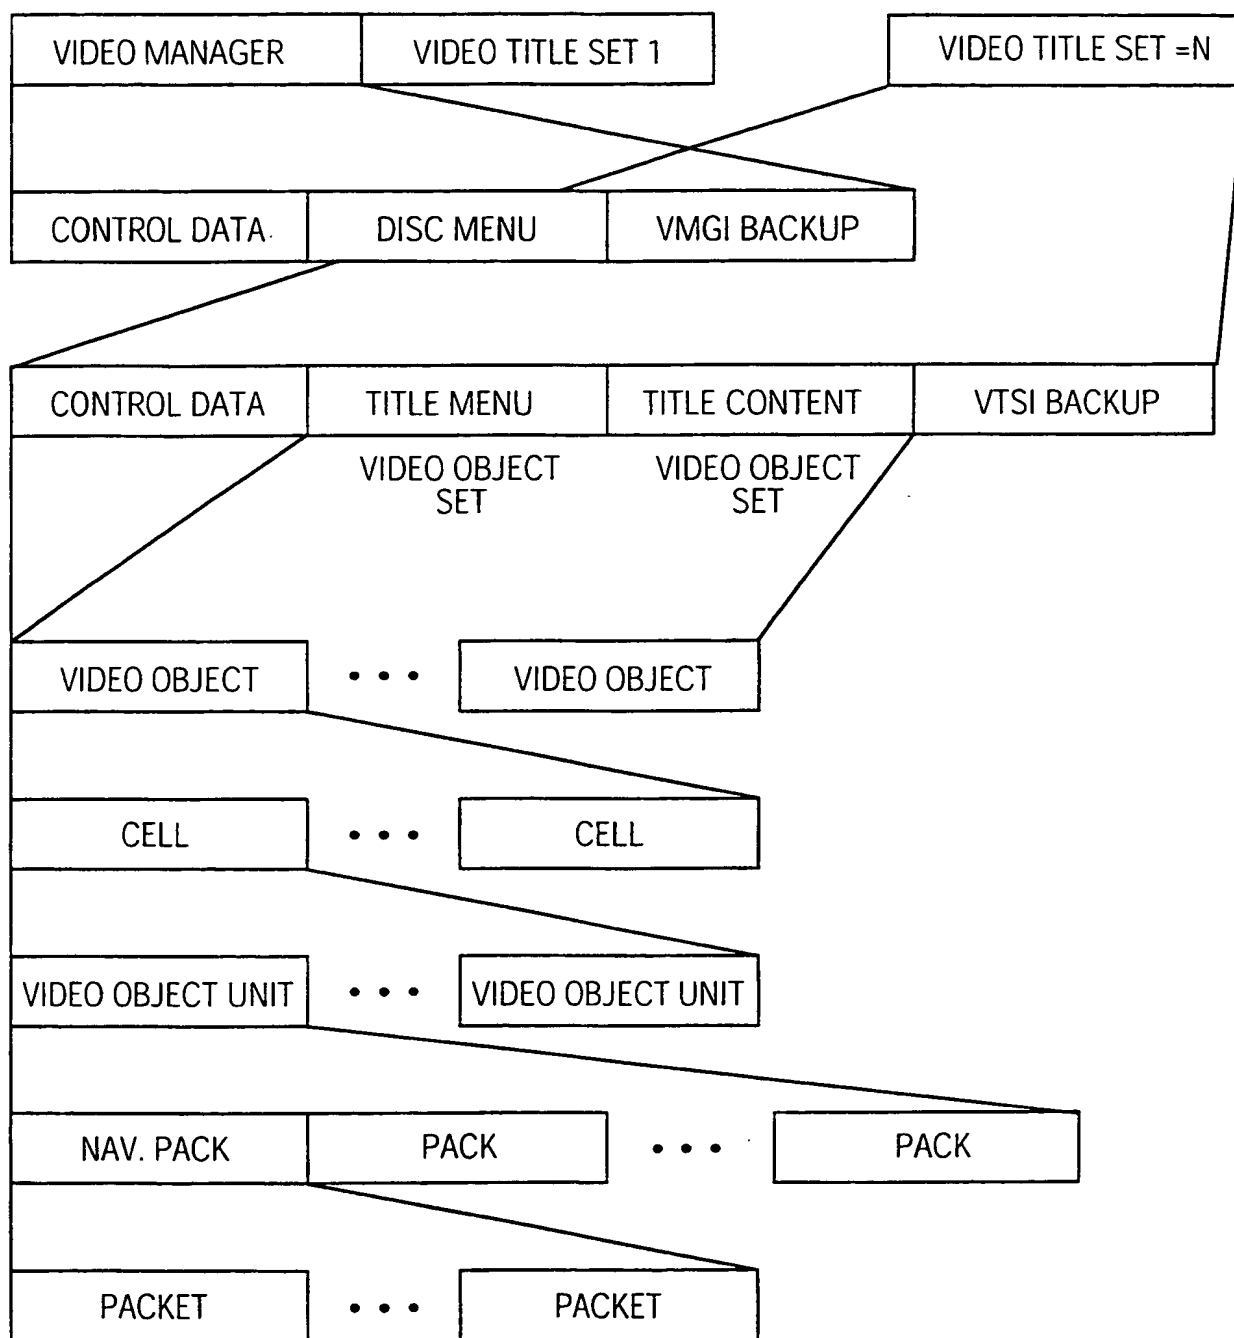 VIDEO MANAGER VIDEO TITLE SET 1 VIDEO TITLE SET =N
CONTROL DATA DISC MENU VMGI BACKUP
CONTROL DATA TITLE MENU TITLE CONTENT VTSI BACKUP
VIDEO OBJECT SET VIDEO OBJECT SET
VIDEO OBJECT • • • VIDEO OBJECT
CELL • • • CELL
VIDEO OBJECT UNIT • • • VIDEO OBJECT UNIT
NAV. PACK PACK • • • PACK
PACKET • • • PACKET